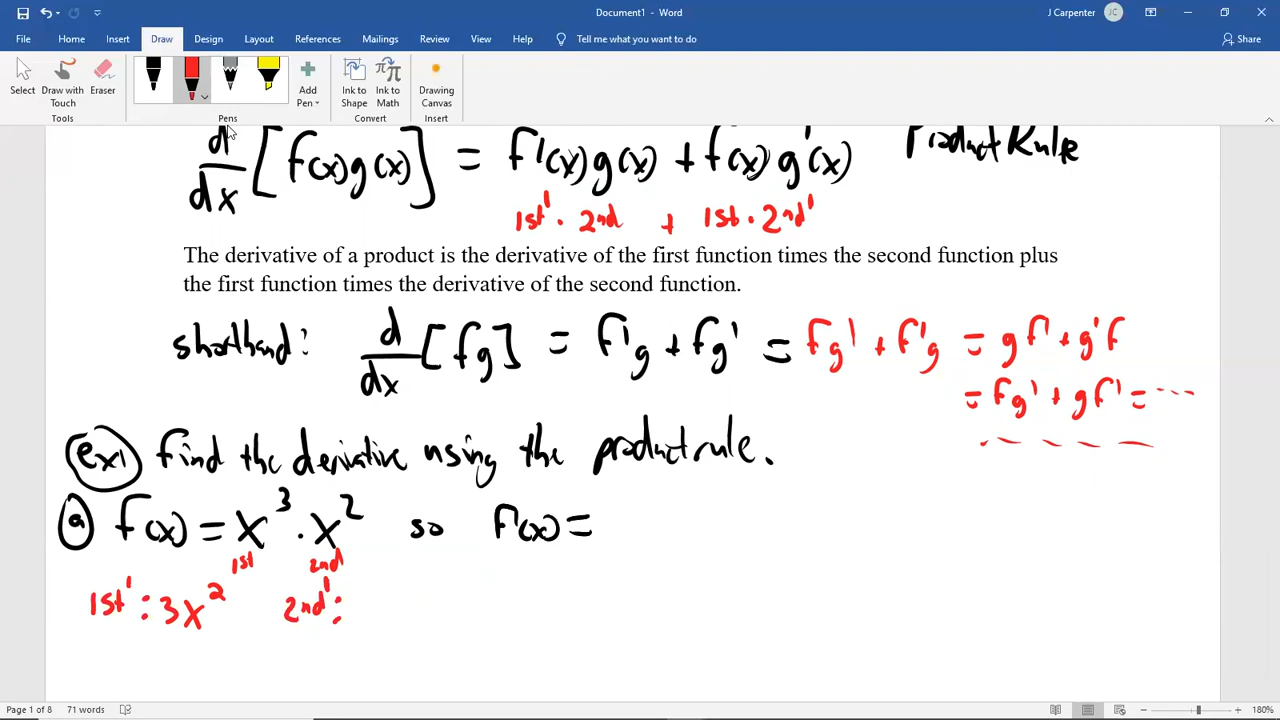 Document1 - Word
J Carpenter JC
File Home Insert Draw Design Layout References Mailings Review View Help Tell me what you want to do Share
Select Draw with Touch Eraser Add Pen Ink to Shape Ink to Math Drawing Canvas
Tools Pens Convert Insert
d/dx [f(x)g(x)] = f'(x)g(x) + f(x)g'(x) Product Rule
1st' · 2nd + 1st · 2nd'
The derivative of a product is the derivative of the first function times the second function plus
the first function times the derivative of the second function.
shorthand: d/dx [fg] = f'g + fg' = fg' + f'g = gf' + g'f
= fg' + gf' = ...
ex1 Find the derivative using the product rule.
a f(x) = x³ · x² so f'(x) =
1st 2nd
1st': 3x² 2nd':
Page 1 of 8 71 words 180%